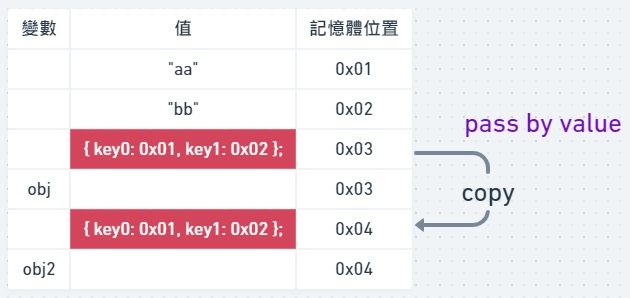 變數 值 記憶體位置
"aa" 0x01
"bb" 0x02
{ key0: 0x01, key1: 0x02 }; 0x03
obj 0x03
{ key0: 0x01, key1: 0x02 }; 0x04
obj2 0x04
pass by value
copy